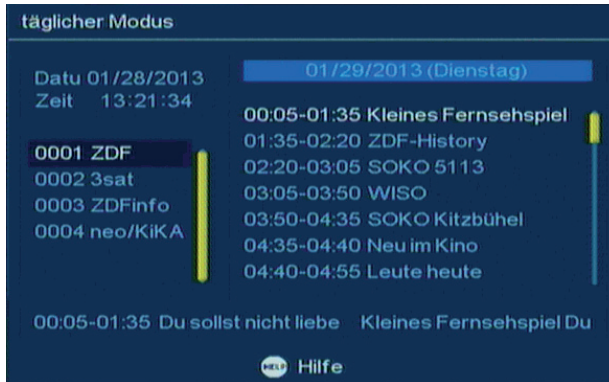 täglicher Modus
Datu 01/28/2013
Zeit 13:21:34
0001 ZDF
0002 3sat
0003 ZDFinfo
0004 neo/KiKA
01/29/2013 (Dienstag)
00:05-01:35 Kleines Fernsehspiel
01:35-02:20 ZDF-History
02:20-03:05 SOKO 5113
03:05-03:50 WISO
03:50-04:35 SOKO Kitzbühel
04:35-04:40 Neu im Kino
04:40-04:55 Leute heute
00:05-01:35 Du sollst nicht liebe Kleines Fernsehspiel Du
HELP Hilfe